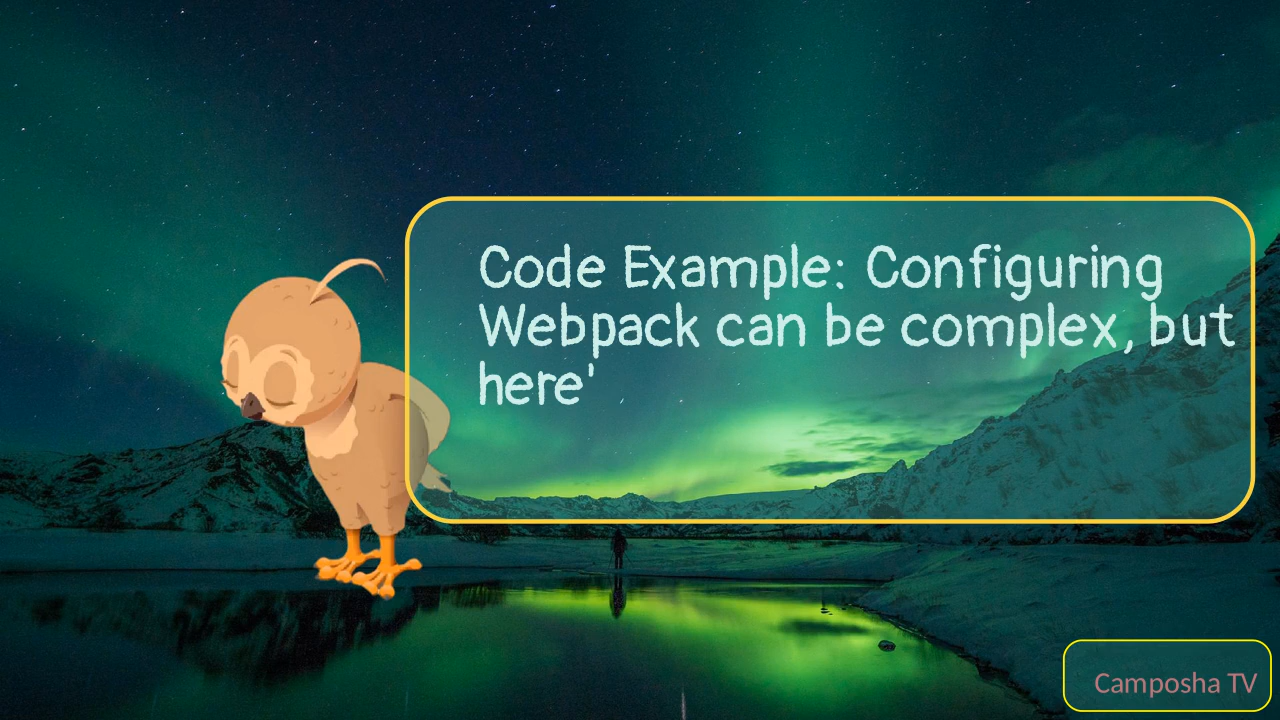 Code Example: Configuring
Webpack can be complex, but
here'
Camposha TV